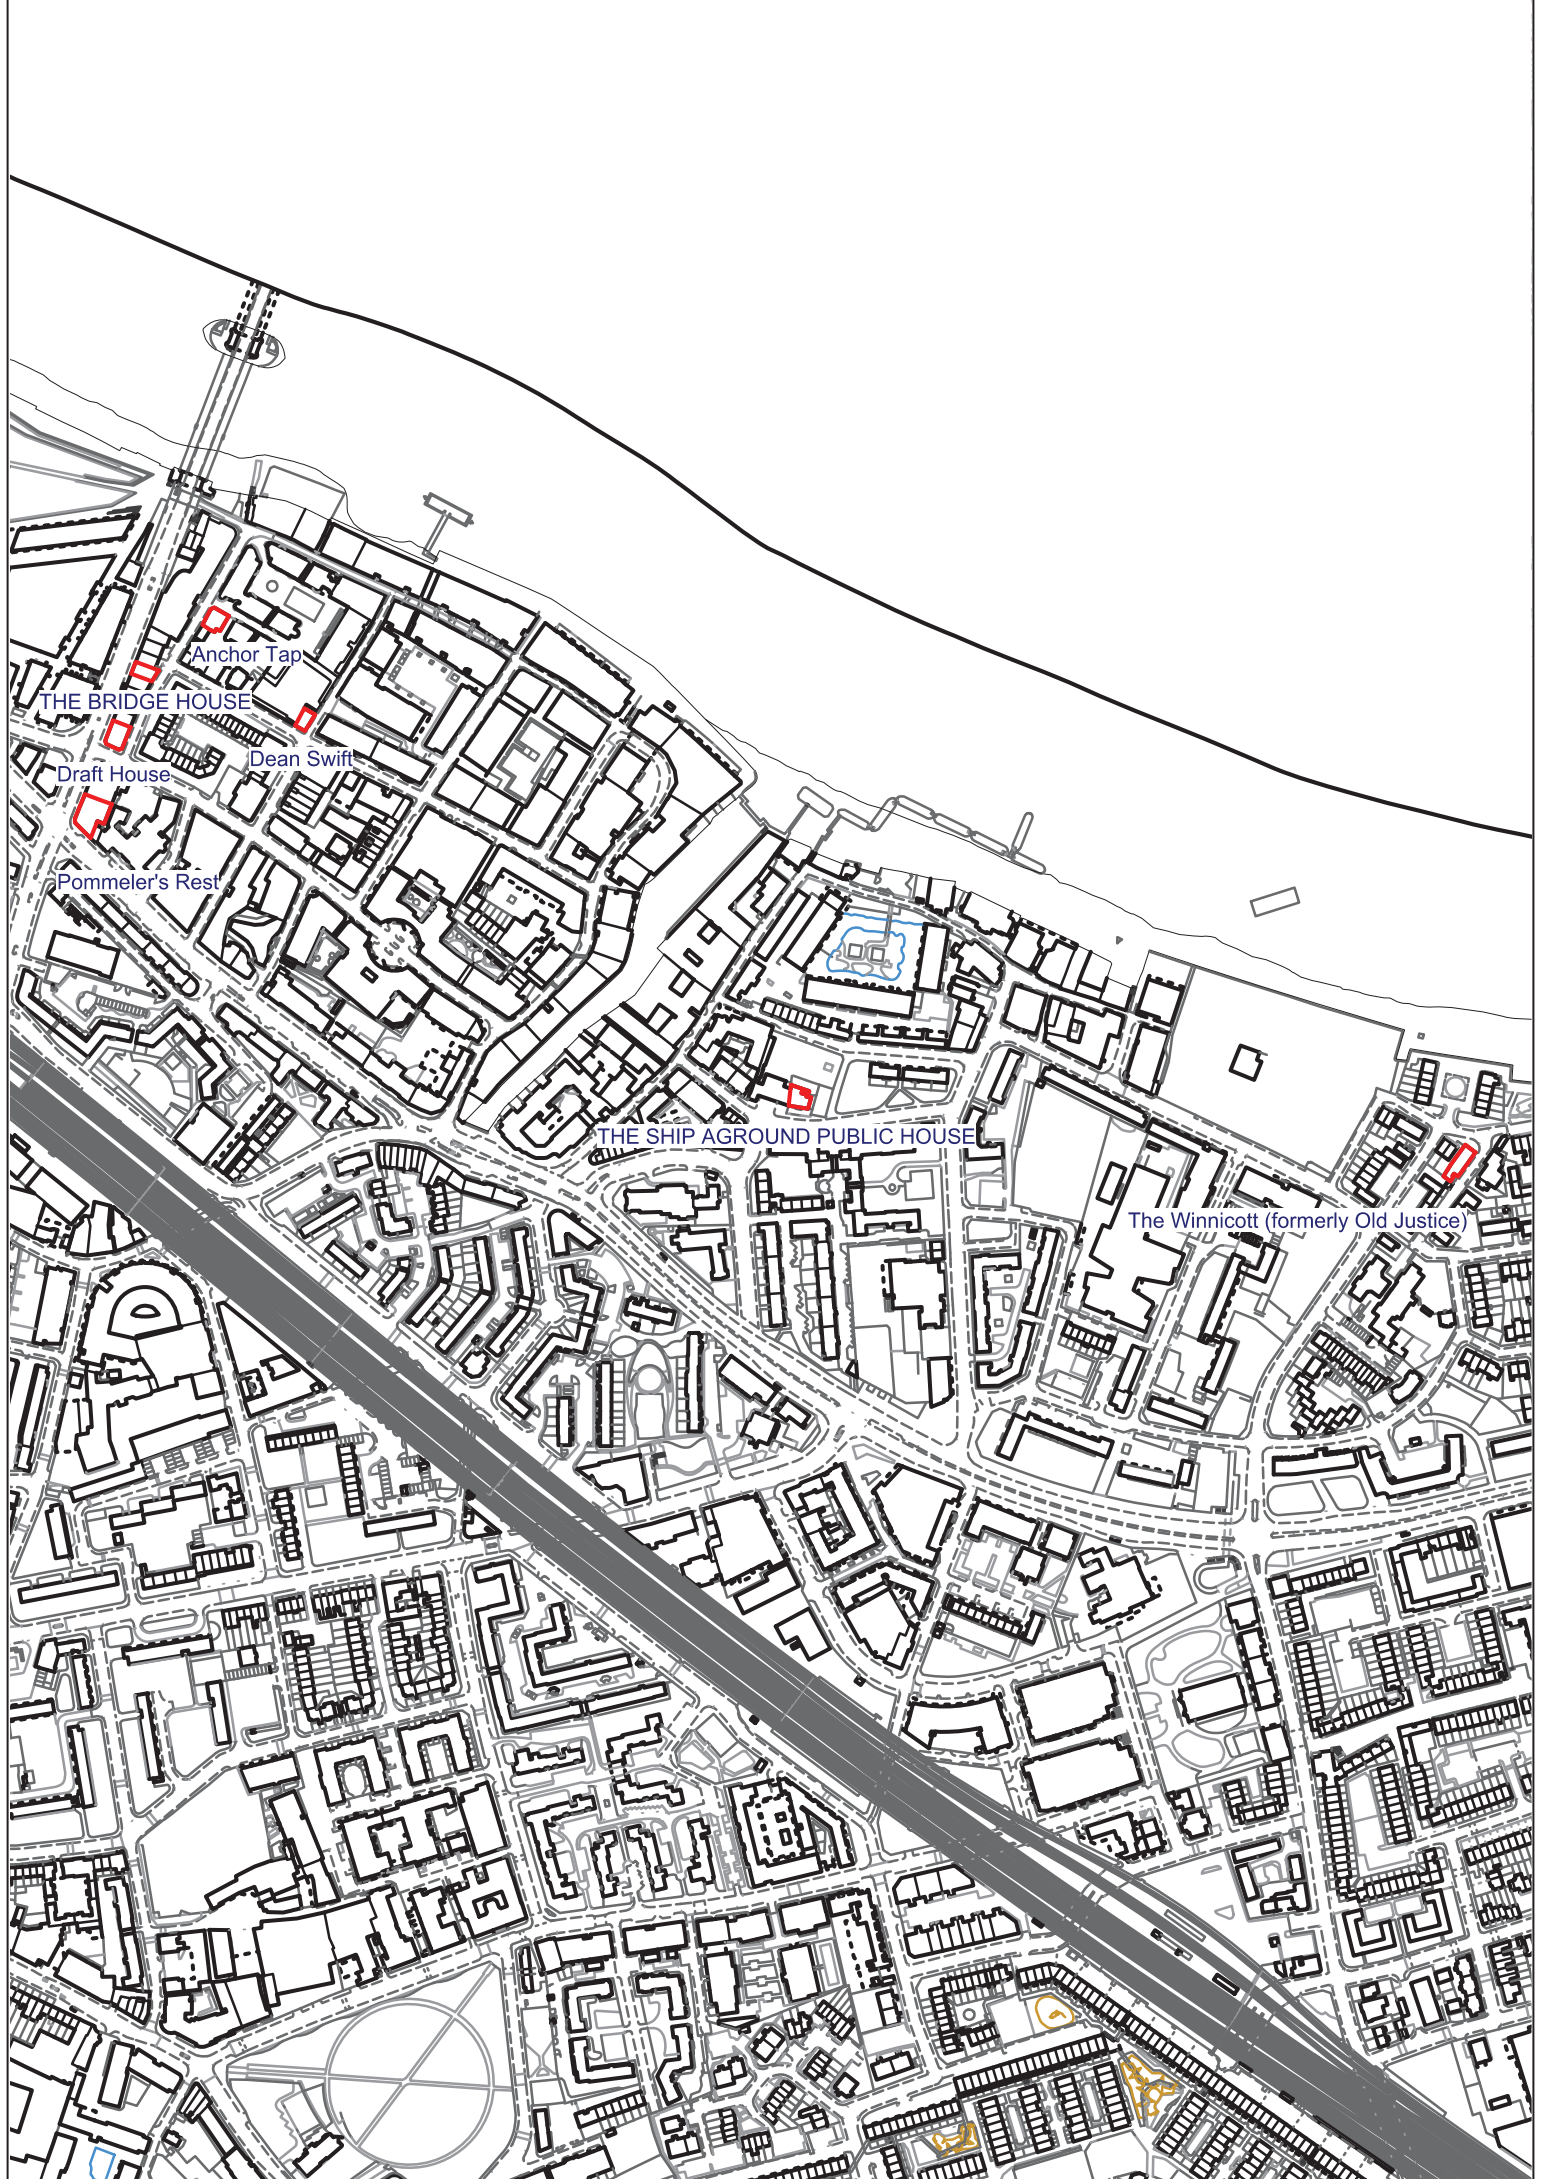 Anchor Tap
THE BRIDGE HOUSE
Dean Swift
Draft House
Pommeler's Rest
THE SHIP AGROUND PUBLIC HOUSE
The Winnicott (formerly Old Justice)